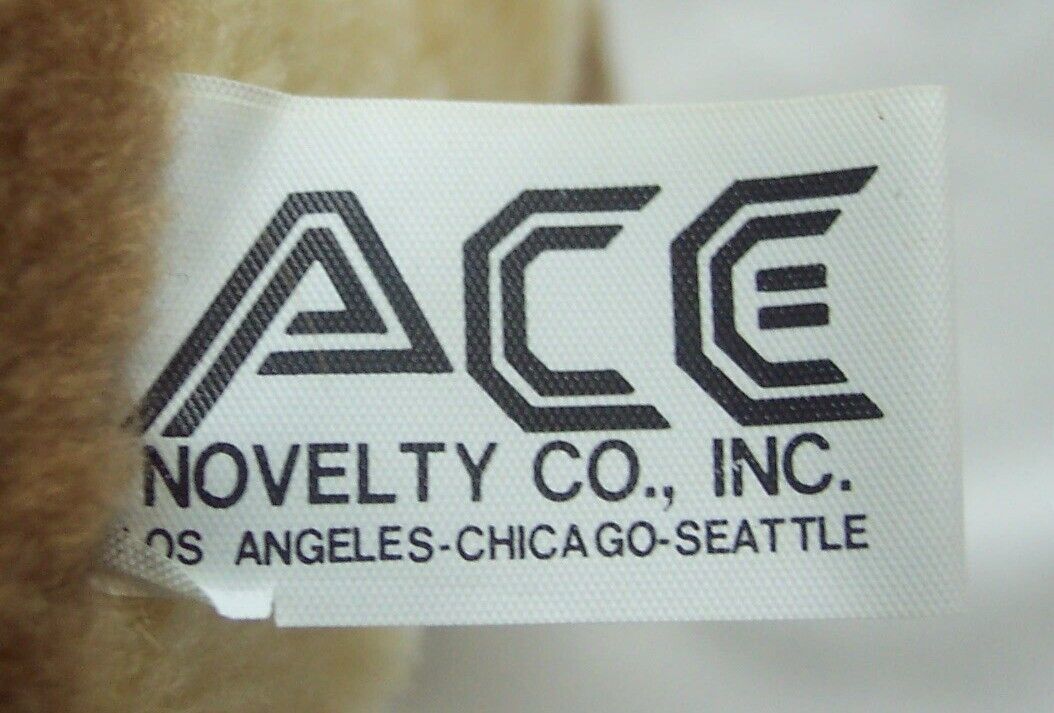 ACE
NOVELTY CO., INC.
OS ANGELES-CHICAGO-SEATTLE